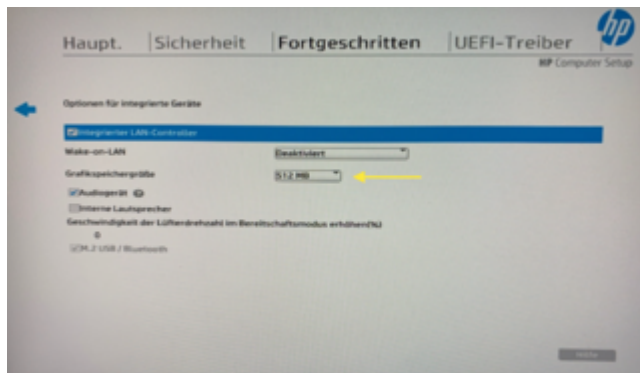 hp
Haupt. Sicherheit Fortgeschritten UEFI-Treiber
HP Computer Setup
Optionen für integrierte Geräte
Integrierter LAN-Controller
Wake-on-LAN Deaktiviert
Grafikspeichergröße 512 MB
Audiogerät
Interne Lautsprecher
Geschwindigkeit der Lüfterdrehzahl im Bereitschaftsmodus erhöhen(%)
0
M.2 USB / Bluetooth